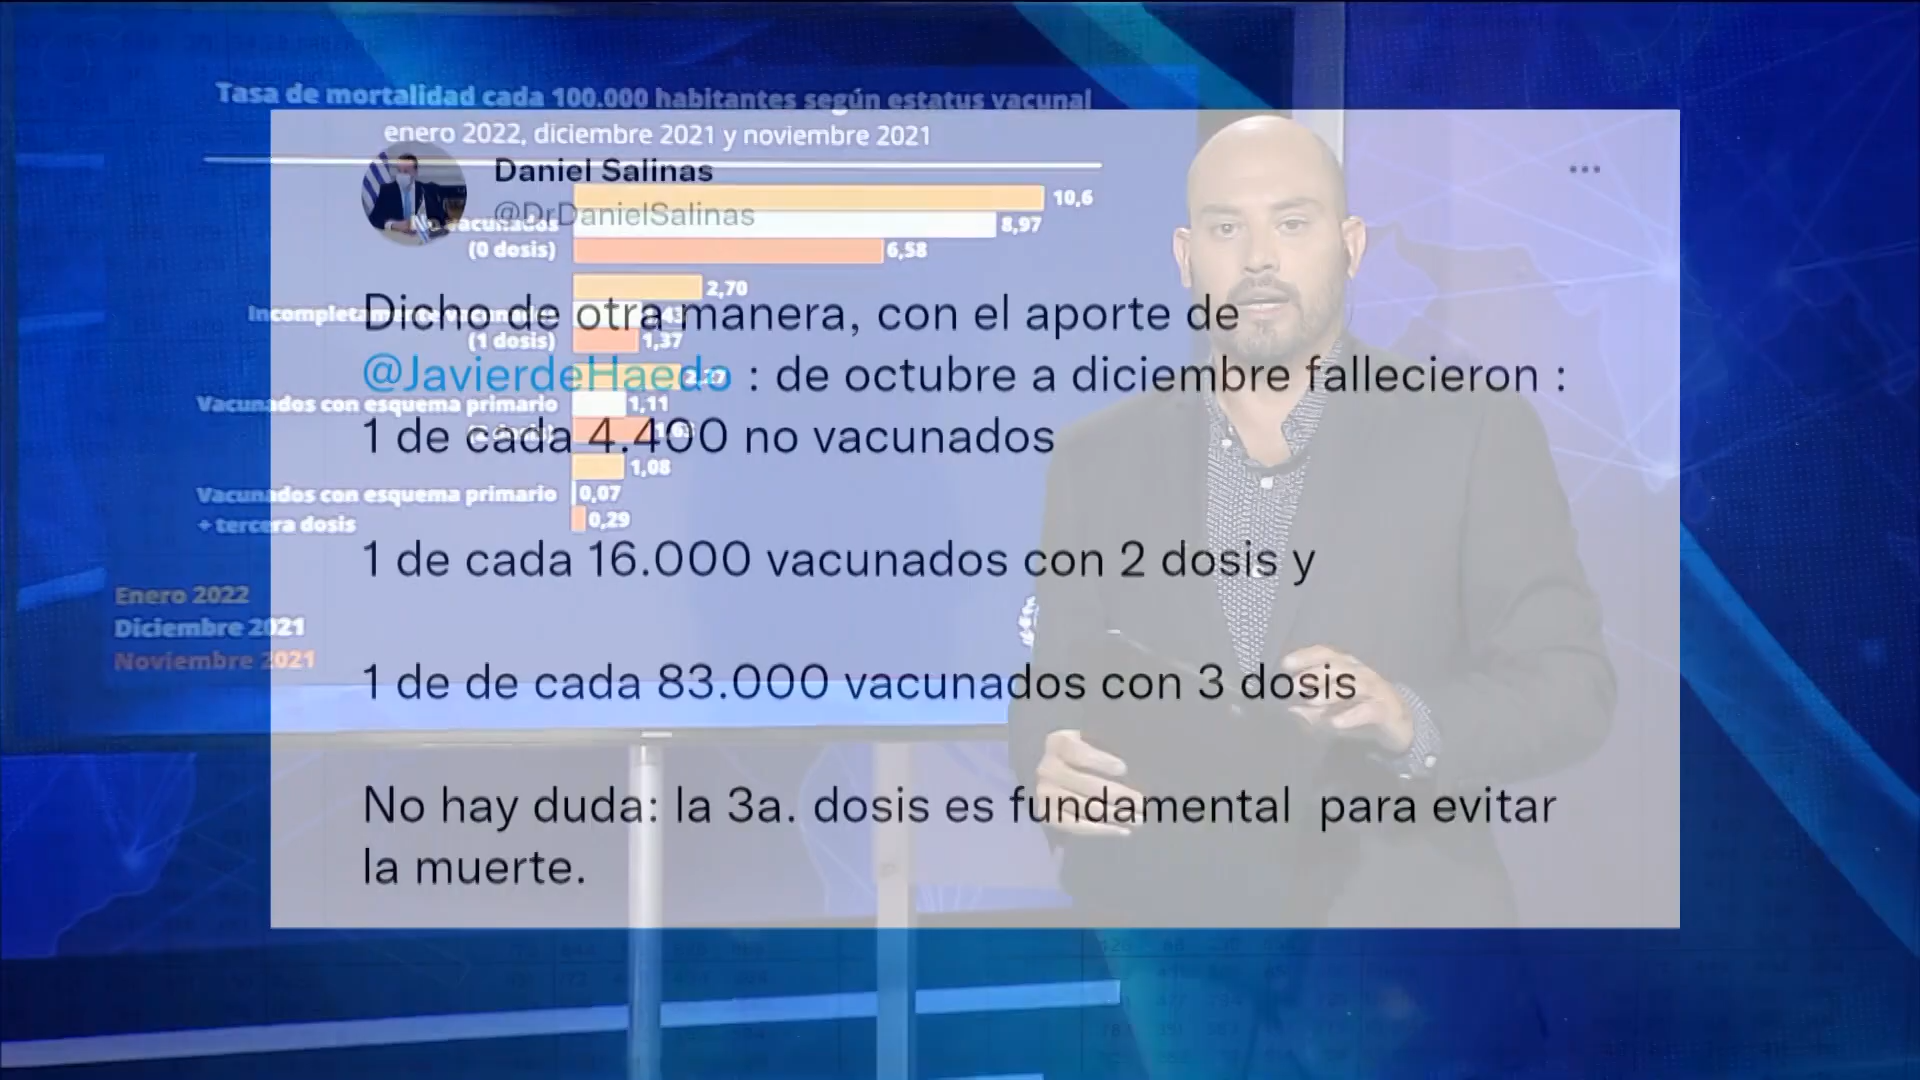 Tasa de mortalidad cada 100.000 habitantes según estatus vacunal
enero 2022, diciembre 2021 y noviembre 2021
Daniel Salinas
@DrDanielSalinas
10,6
No vacunados
8,97
(0 dosis)
6,58
2,70
Incompletamente vacunados
(1 dosis)
1,37
Dicho de otra manera, con el aporte de
@JavierdeHaedo : de octubre a diciembre fallecieron :
Vacunados con esquema primario
1,11
1 de cada 4.400 no vacunados
1,08
Vacunados con esquema primario
0,07
+ tercera dosis
0,29
1 de cada 16.000 vacunados con 2 dosis y
Enero 2022
Diciembre 2021
Noviembre 2021
1 de de cada 83.000 vacunados con 3 dosis
No hay duda: la 3a. dosis es fundamental para evitar
la muerte.